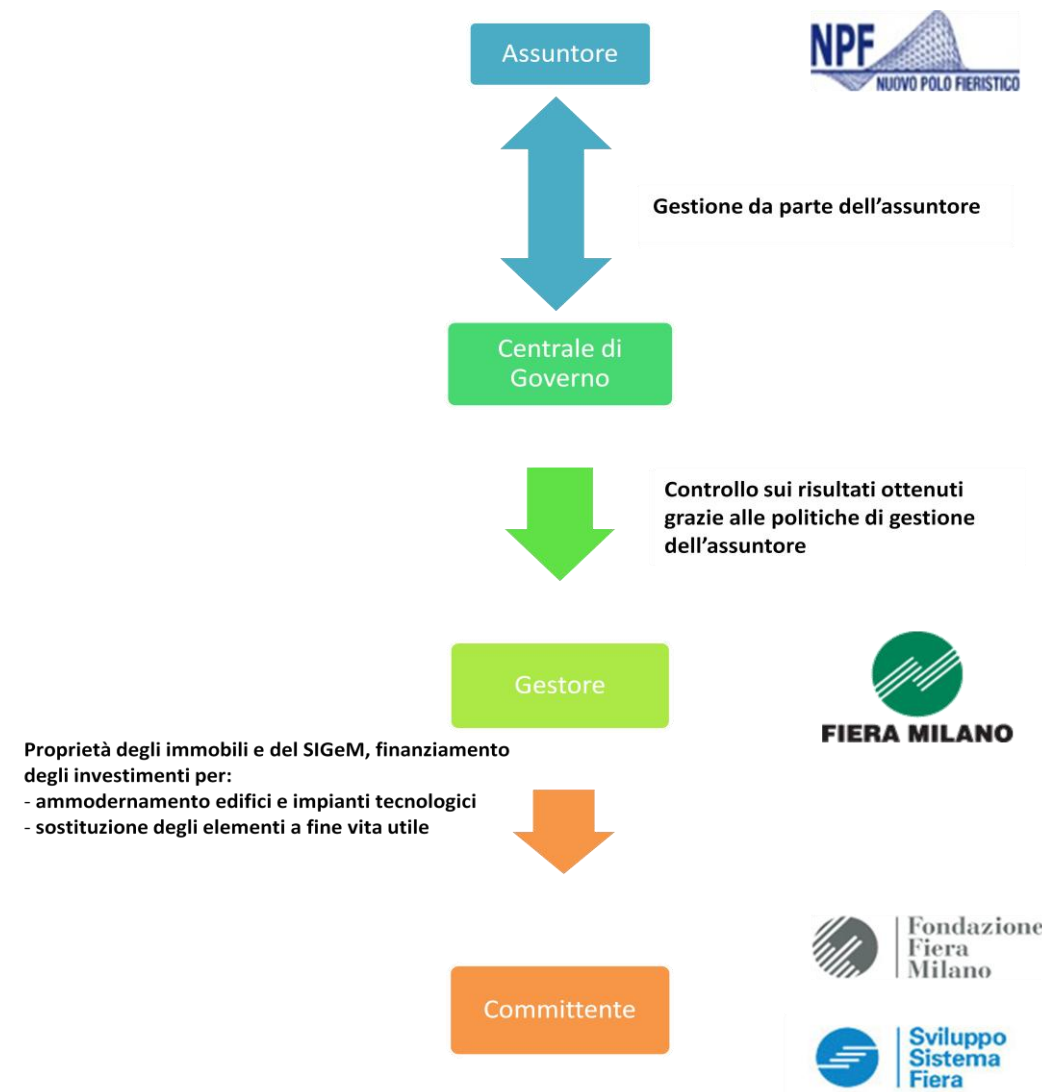 Assuntore
NPF
NUOVO POLO FIERISTICO
Gestione da parte dell’assuntore
Centrale di
Governo
Controllo sui risultati ottenuti
grazie alle politiche di gestione
dell’assuntore
Gestore
FIERA MILANO
Proprietà degli immobili e del SIGeM, finanziamento
degli investimenti per:
- ammodernamento edifici e impianti tecnologici
- sostituzione degli elementi a fine vita utile
Fondazione
Fiera
Milano
Committente
Sviluppo
Sistema
Fiera